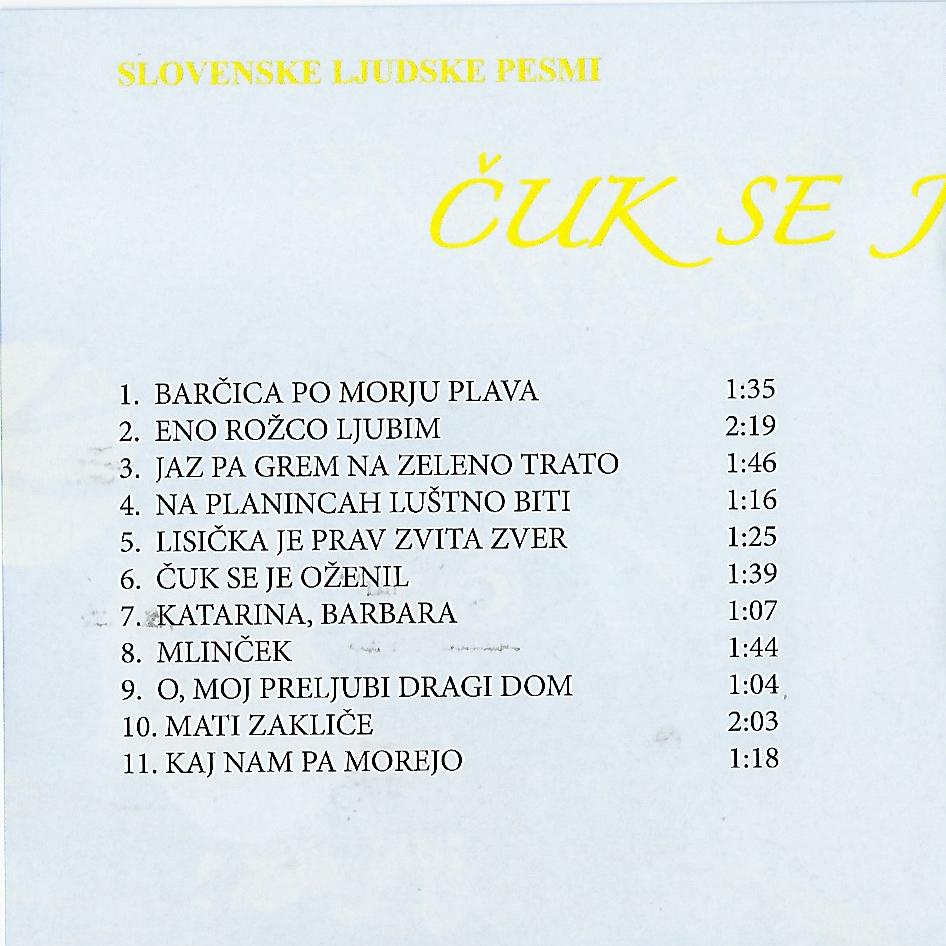 SLOVENSKE LJUDSKE PESMI
ČUK SE J
1. BARČICA PO MORJU PLAVA 1:35
2. ENO ROŽCO LJUBIM 2:19
3. JAZ PA GREM NA ZELENO TRATO 1:46
4. NA PLANINCAH LUŠTNO BITI 1:16
5. LISIČKA JE PRAV ZVITA ZVER 1:25
6. ČUK SE JE OŽENIL 1:39
7. KATARINA, BARBARA 1:07
8. MLINČEK 1:44
9. O, MOJ PRELJUBI DRAGI DOM 1:04
10. MATI ZAKLIČE 2:03
11. KAJ NAM PA MOREJO 1:18